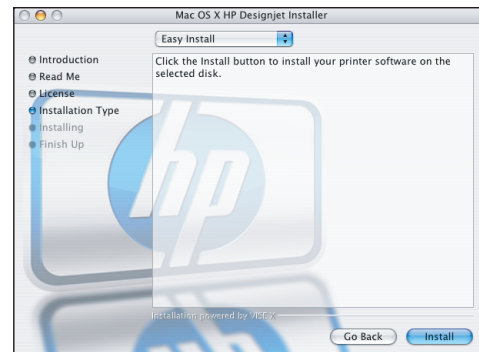 Mac OS X HP Designjet Installer
Easy Install
Introduction
Read Me
License
Installation Type
Installing
Finish Up
Click the Install button to install your printer software on the
selected disk.
hp
Installation powered by VISE X
Go Back
Install